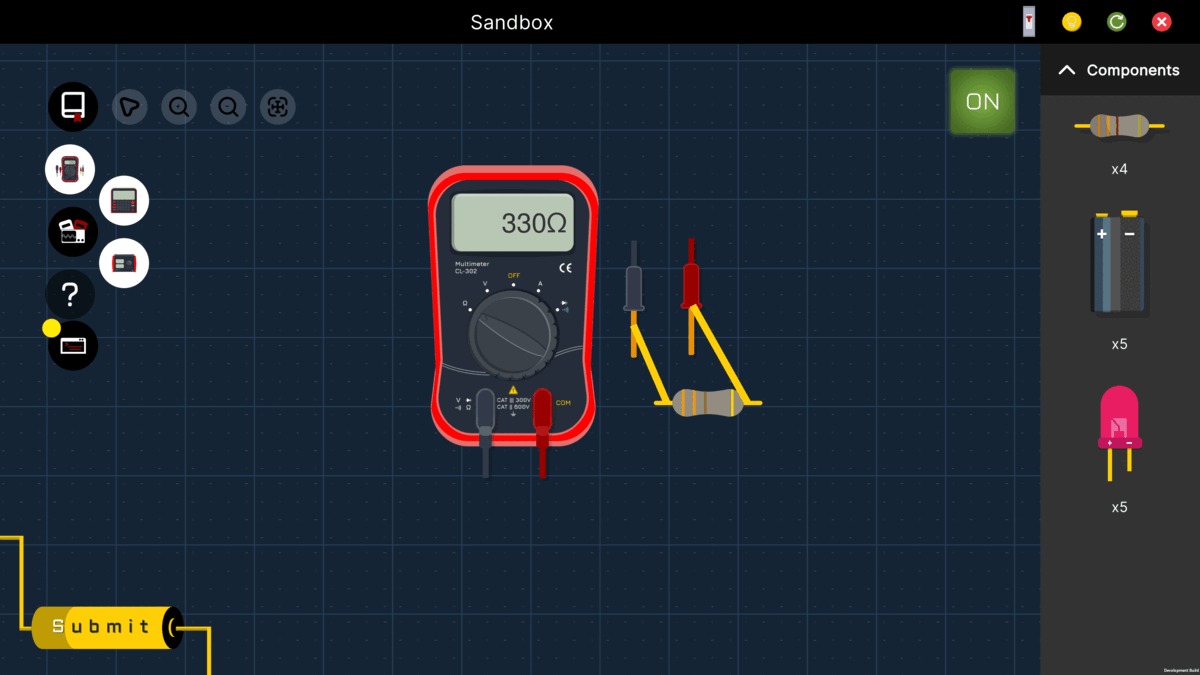 Sandbox
Components
ON
x4
330Ω
Multimeter
CL-302
CE
OFF
V
A
Ω
+ −
?
x5
CAT III 300V
CAT II 600V
V
Ω
COM
+ −
x5
Submit
Development Build